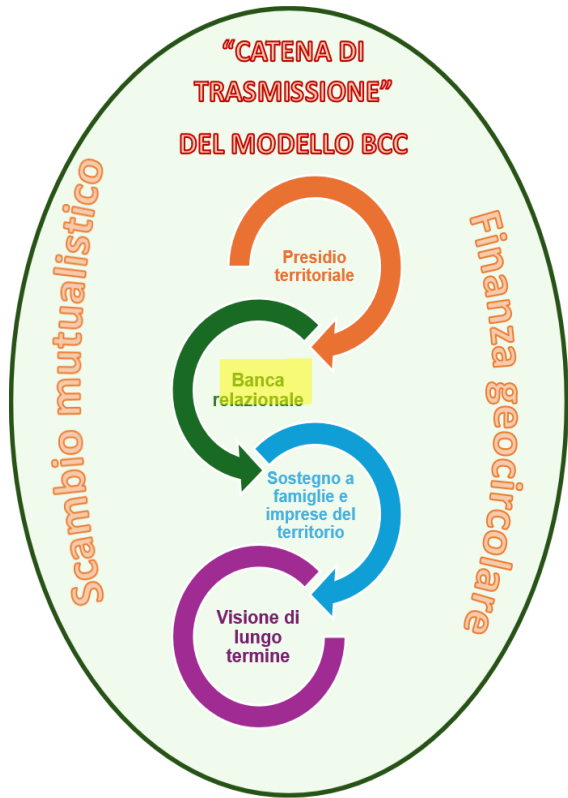 “CATENA DI
TRASMISSIONE”
DEL MODELLO BCC
Scambio mutualistico
Finanza geocircolare
Presidio
territoriale
Banca
relazionale
Sostegno a
famiglie e
imprese del
territorio
Visione di
lungo
termine